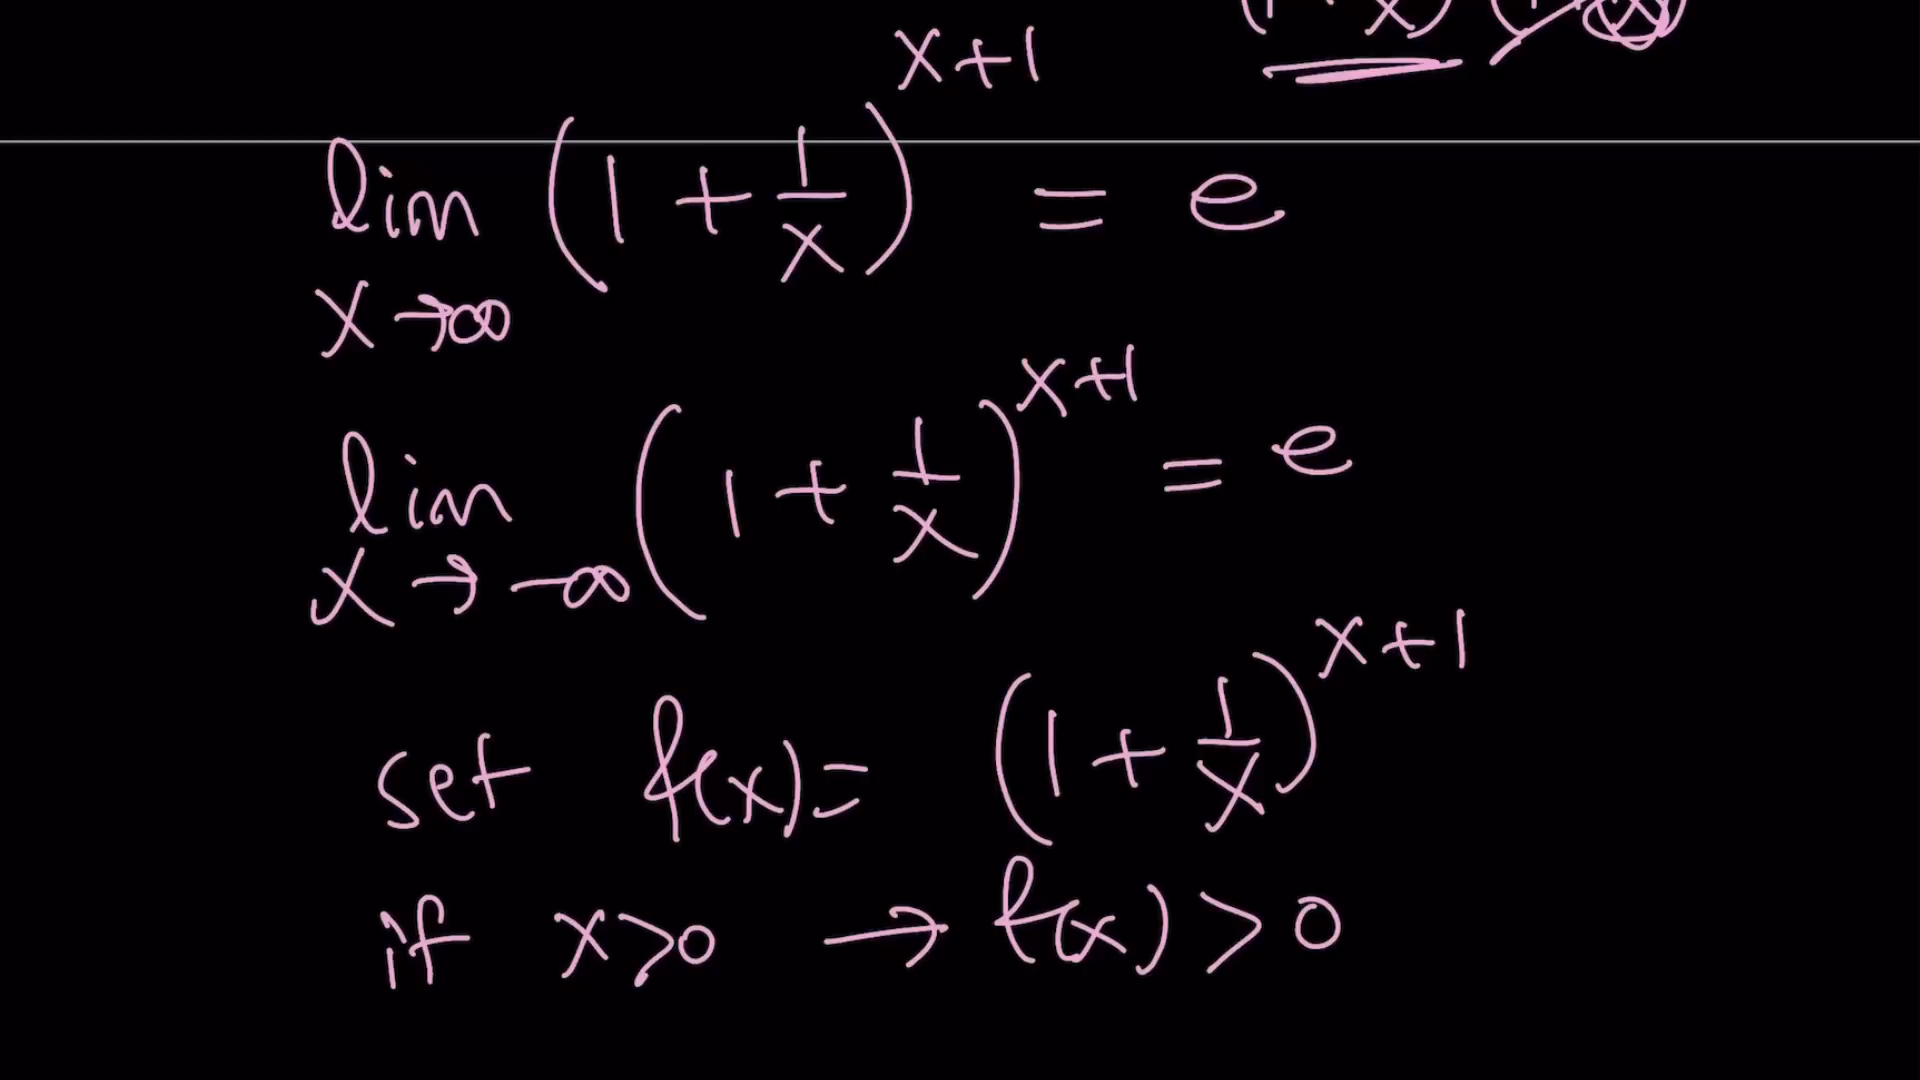 lim x→∞ (1 + 1/x)^(x+1) = e
lim x→-∞ (1 + 1/x)^(x+1) = e
set f(x) = (1 + 1/x)^(x+1)
if x>0 → f(x) > 0